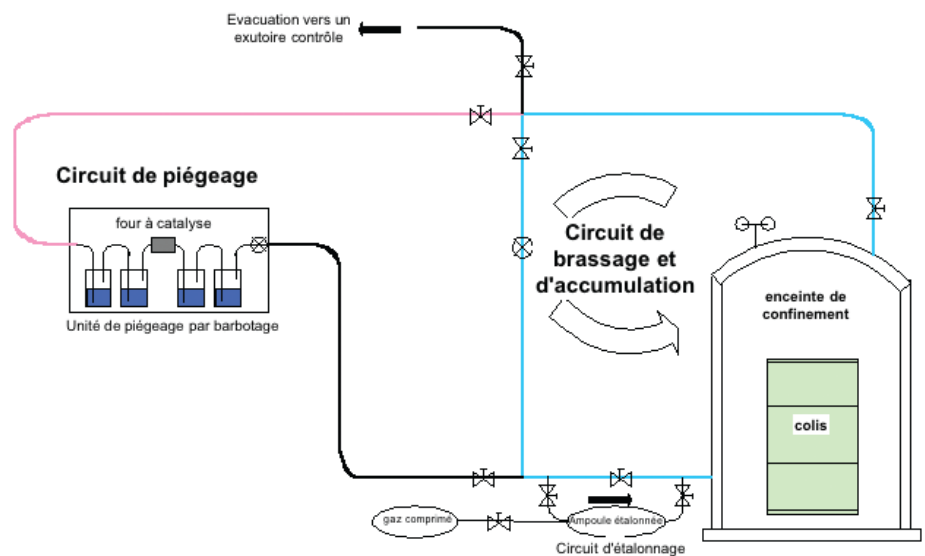 Evacuation vers un
exutoire contrôle
Circuit de piégeage
four à catalyse
Unité de piégeage par barbotage
Circuit de
brassage et
d'accumulation
enceinte de
confinement
colis
gaz comprimé
Ampoule étalonnée
Circuit d'étalonnage